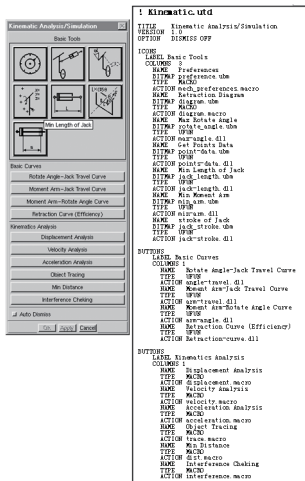 Kinematic Analysis/Simulation
Basic Tools
Min Length of Jack
Basic Curves
Rotate Angle-Jack Travel Curve
Moment Arm-Jack Travel Curve
Moment Arm-Rotate Angle Curve
Retraction Curve (Efficiency)
Kinematics Analysis
Displacement Analysis
Velocity Analysis
Acceleration Analysis
Object Tracing
Min Distance
Interference Cheking
Auto Dismiss
Apply Cancel
! Kinematic.utd
TITLE Kinematic Analysis/Simulation
VERSION 1.0
OPTION DISMISS OFF
ICONS
LABEL Basic Tools
COLUMNS 3
NAME Preferences
BITMAP preference.ubm
TYPE MACRO
ACTION mech_preferences.macro
NAME Retraction Diagram
BITMAP diagram.ubm
TYPE MACRO
ACTION diagram.macro
NAME Max Rotate Angle
BITMAP rotate_angle.ubm
TYPE UFUN
ACTION max-angle.dll
NAME Get Points Data
BITMAP point-data.ubm
TYPE UFUN
ACTION points-data.dll
NAME Min Length of Jack
BITMAP jack_length.ubm
TYPE UFUN
ACTION jack-length.dll
NAME Min Moment Arm
BITMAP min_arm.ubm
TYPE UFUN
ACTION min-arm.dll
NAME stroke of Jack
BITMAP jack_stroke.ubm
TYPE UFUN
ACTION jack-stroke.dll
BUTTONS
LABEL Basic Curves
COLUMNS 1
NAME Rotate Angle-Jack Travel Curve
TYPE UFUN
ACTION angle-travel.dll
NAME Moment Arm-Jack Travel Curve
TYPE UFUN
ACTION arm-travel.dll
NAME Moment Arm-Rotate Angle Curve
TYPE UFUN
ACTION arm-angle.dll
NAME Retraction Curve (Efficiency)
TYPE UFUN
ACTION Retraction-curve.dll
BUTTONS
LABEL Kinematics Analysis
COLUMNS 1
NAME Displacement Analysis
TYPE MACRO
ACTION displacement.macro
NAME Velocity Analysis
TYPE MACRO
ACTION velocity.macro
NAME Acceleration Analysis
TYPE MACRO
ACTION acceleration.macro
NAME Object Tracing
TYPE MACRO
ACTION trace.macro
NAME Min Distance
TYPE MACRO
ACTION dist.macro
NAME Interference Cheking
TYPE MACRO
ACTION interference.macro